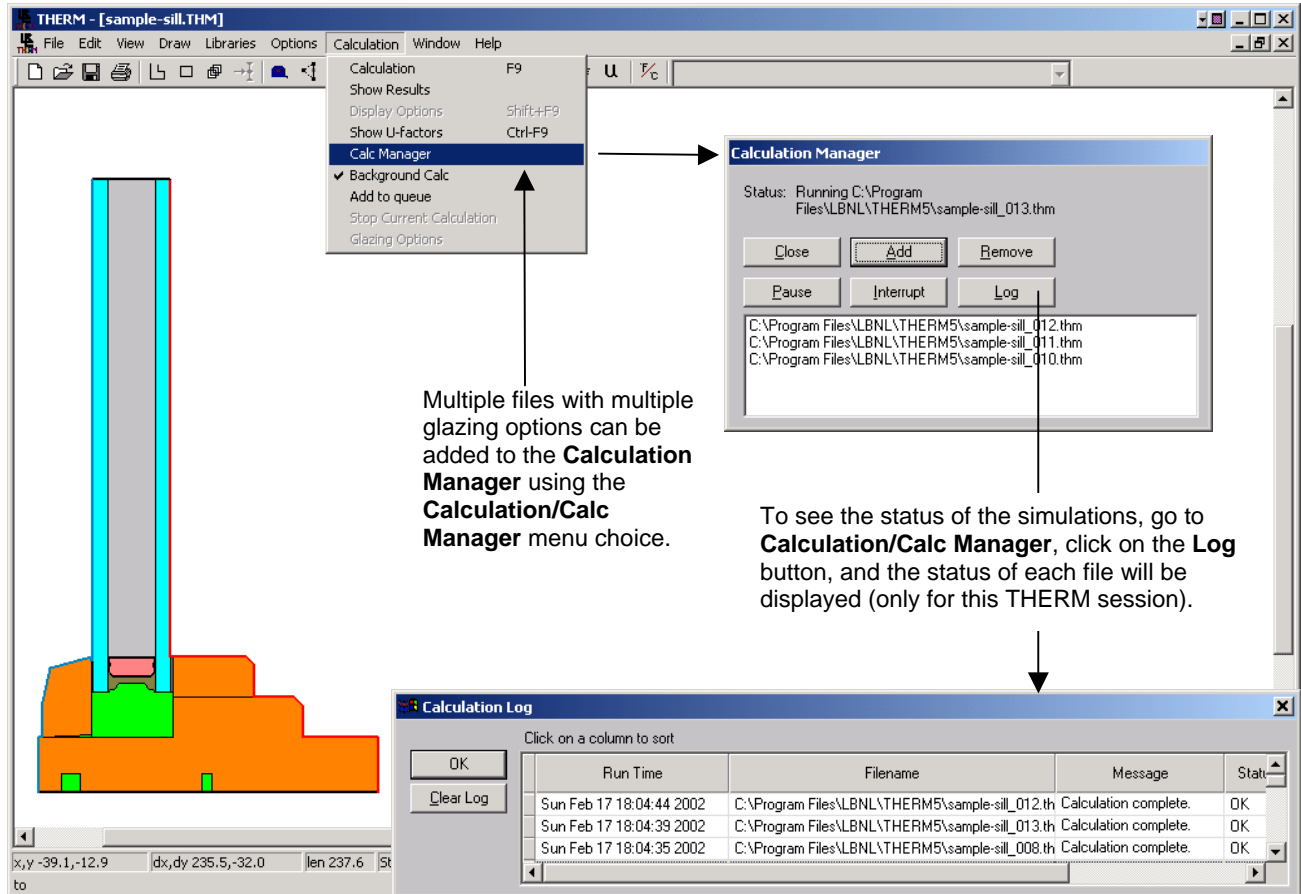 THERM - [sample-sill.THM]
File Edit View Draw Libraries Options Calculation Window Help
U °F/°C
Calculation F9
Show Results
Display Options Shift+F9
Show U-factors Ctrl-F9
Calc Manager
Background Calc
Add to queue
Stop Current Calculation
Glazing Options
Calculation Manager
Status: Running C:\Program
Files\LBNL\THERM5\sample-sill_013.thm
Close Add Remove
Pause Interrupt Log
C:\Program Files\LBNL\THERM5\sample-sill_012.thm
C:\Program Files\LBNL\THERM5\sample-sill_011.thm
C:\Program Files\LBNL\THERM5\sample-sill_010.thm
Multiple files with multiple
glazing options can be
added to the Calculation
Manager using the
Calculation/Calc
Manager menu choice.
To see the status of the simulations, go to
Calculation/Calc Manager, click on the Log
button, and the status of each file will be
displayed (only for this THERM session).
Calculation Log
Click on a column to sort
OK
Clear Log
Run Time Filename Message Statu
Sun Feb 17 18:04:44 2002 C:\Program Files\LBNL\THERM5\sample-sill_012.th Calculation complete. OK
Sun Feb 17 18:04:39 2002 C:\Program Files\LBNL\THERM5\sample-sill_013.th Calculation complete. OK
Sun Feb 17 18:04:35 2002 C:\Program Files\LBNL\THERM5\sample-sill_008.th Calculation complete. OK
x,y -39.1,-12.9 dx,dy 235.5,-32.0 len 237.6 St
to